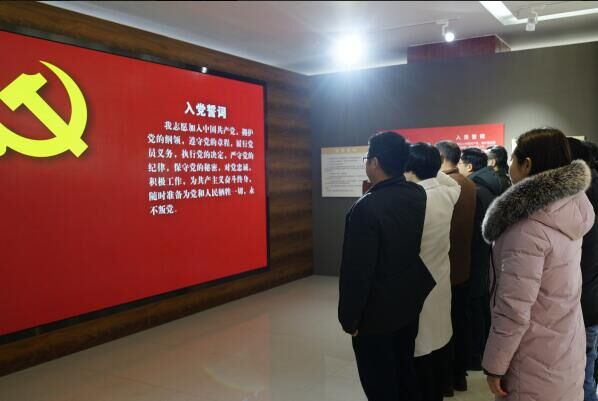 入党誓词
我志愿加入中国共产党，拥护
党的纲领，遵守党的章程，履行党
员义务，执行党的决定，严守党的
纪律，保守党的秘密，对党忠诚，
积极工作，为共产主义奋斗终身，
随时准备为党和人民牺牲一切，永
不叛党。
入党誓词